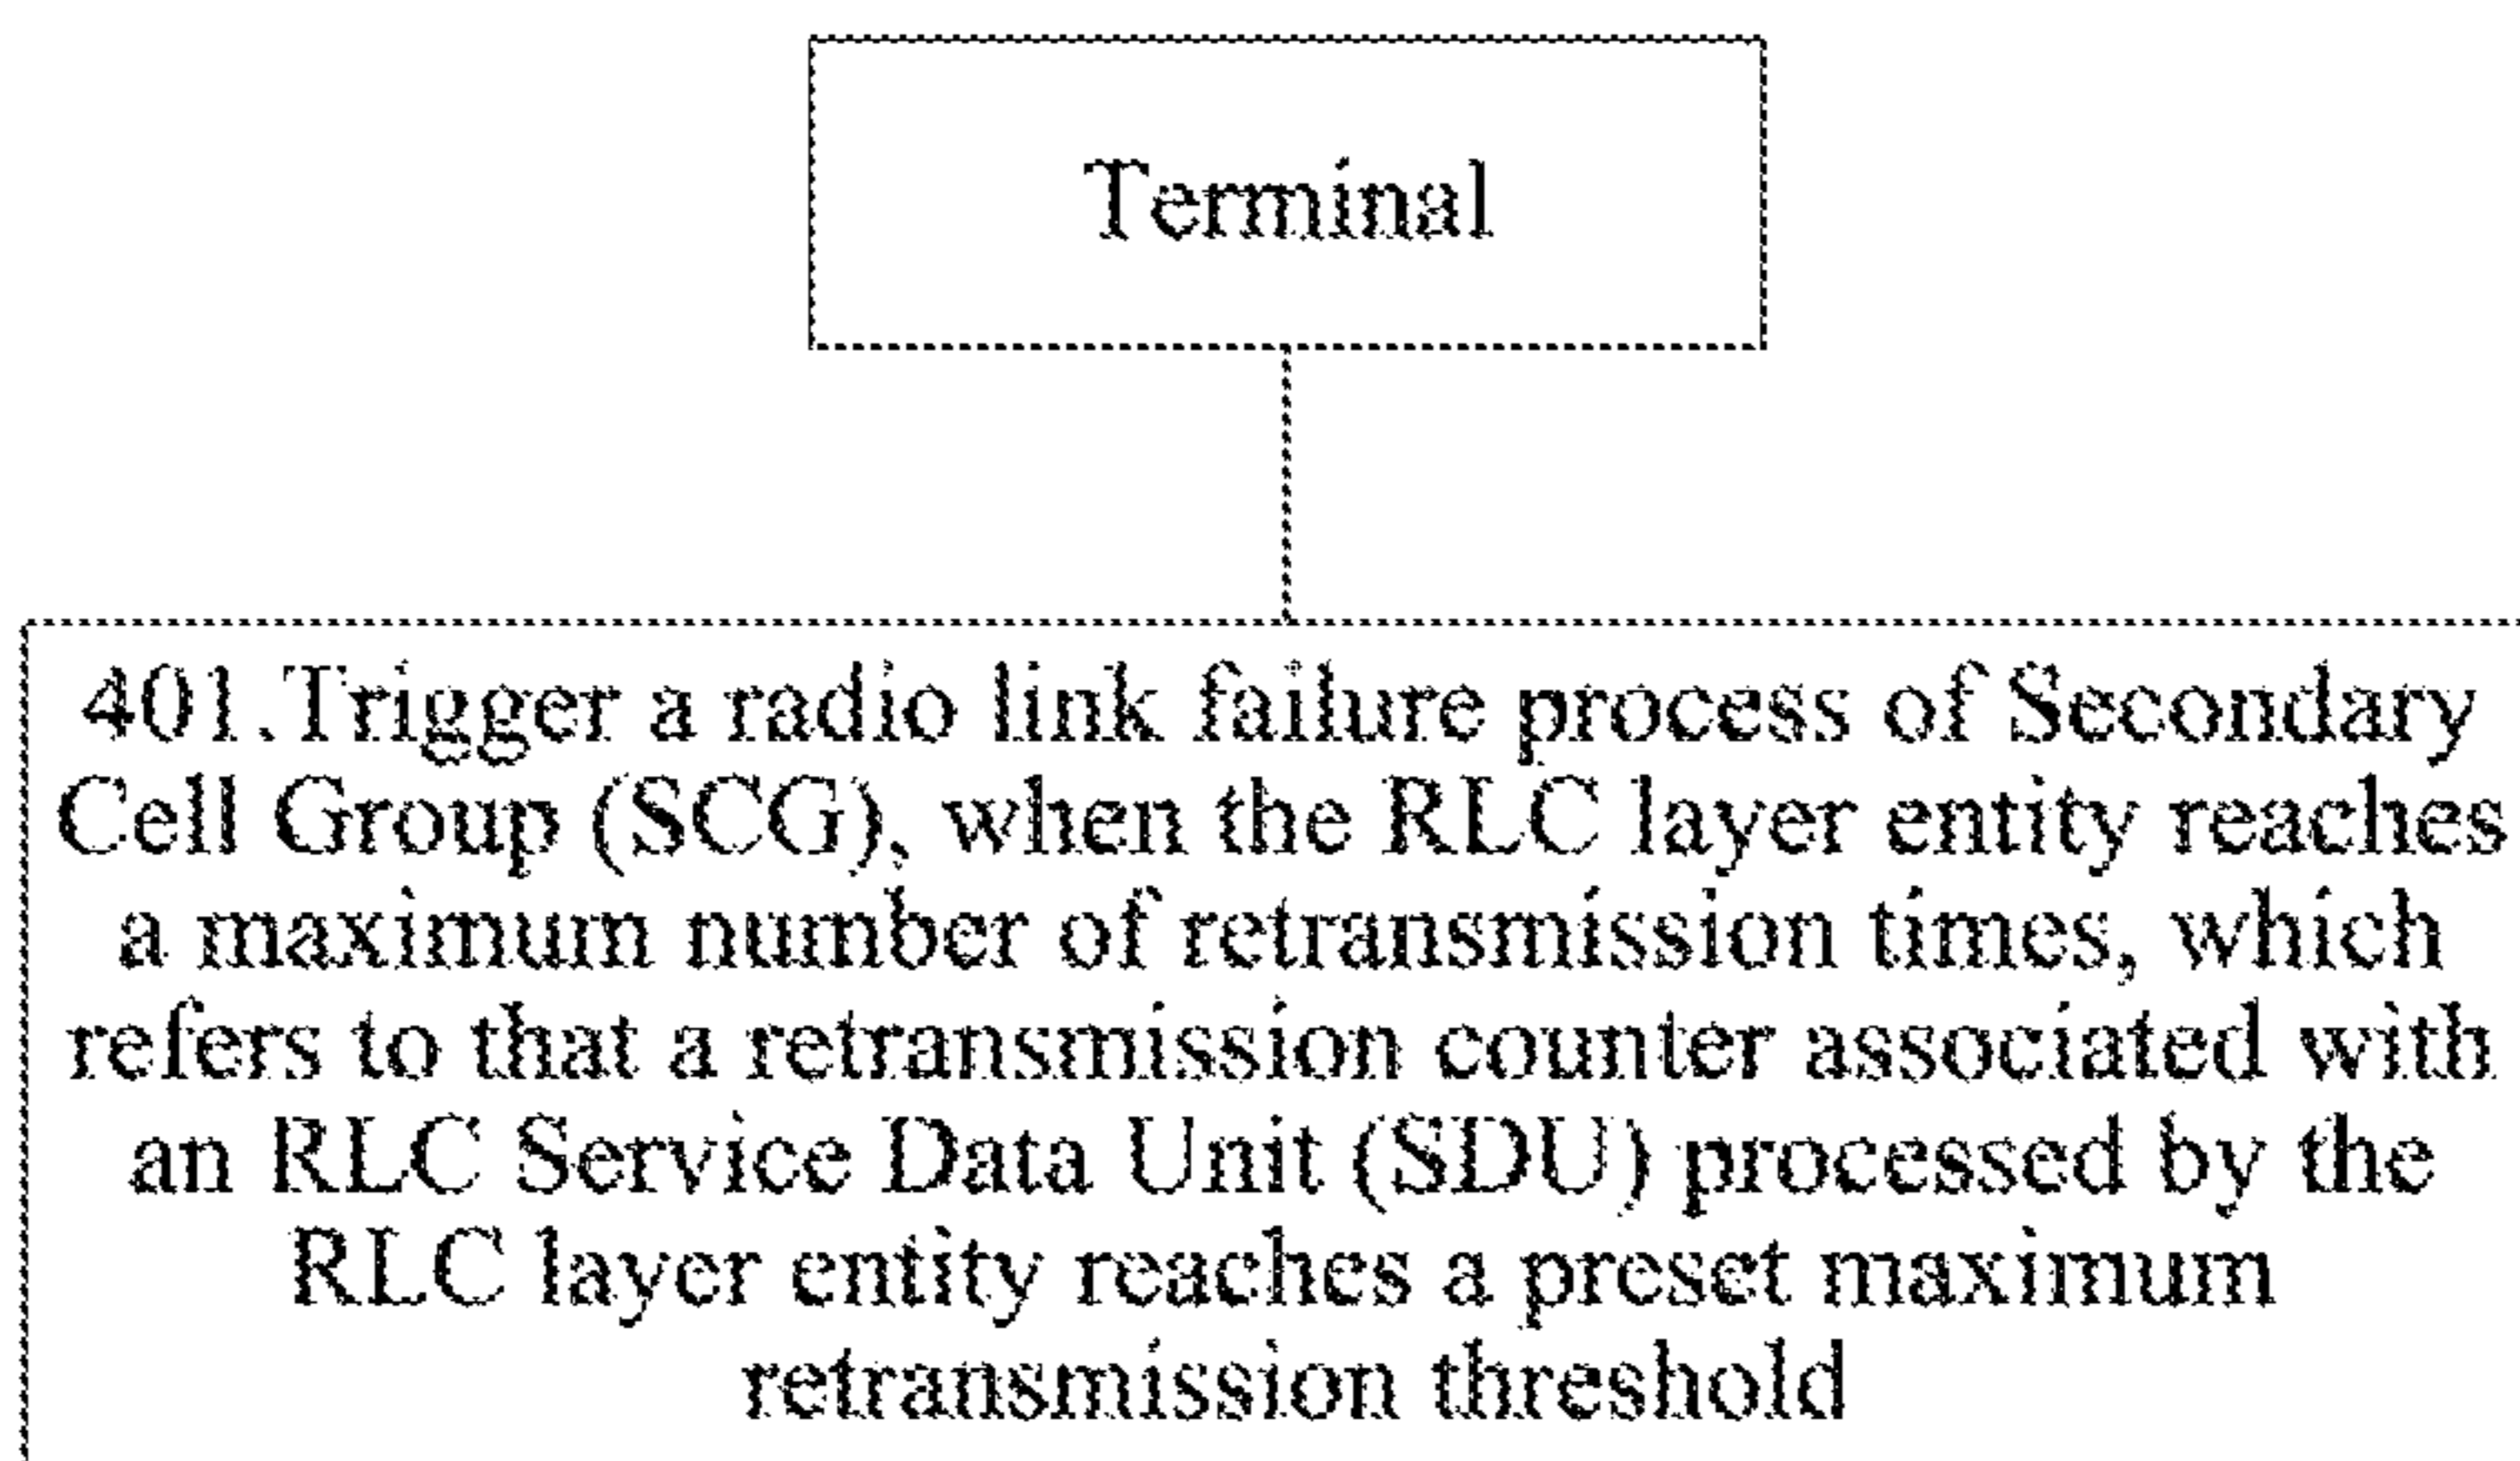 Terminal
401.Trigger a radio link failure process of Secondary
Cell Group (SCG), when the RLC layer entity reaches
a maximum number of retransmission times, which
refers to that a retransmission counter associated with
an RLC Service Data Unit (SDU) processed by the
RLC layer entity reaches a preset maximum
retransmission threshold